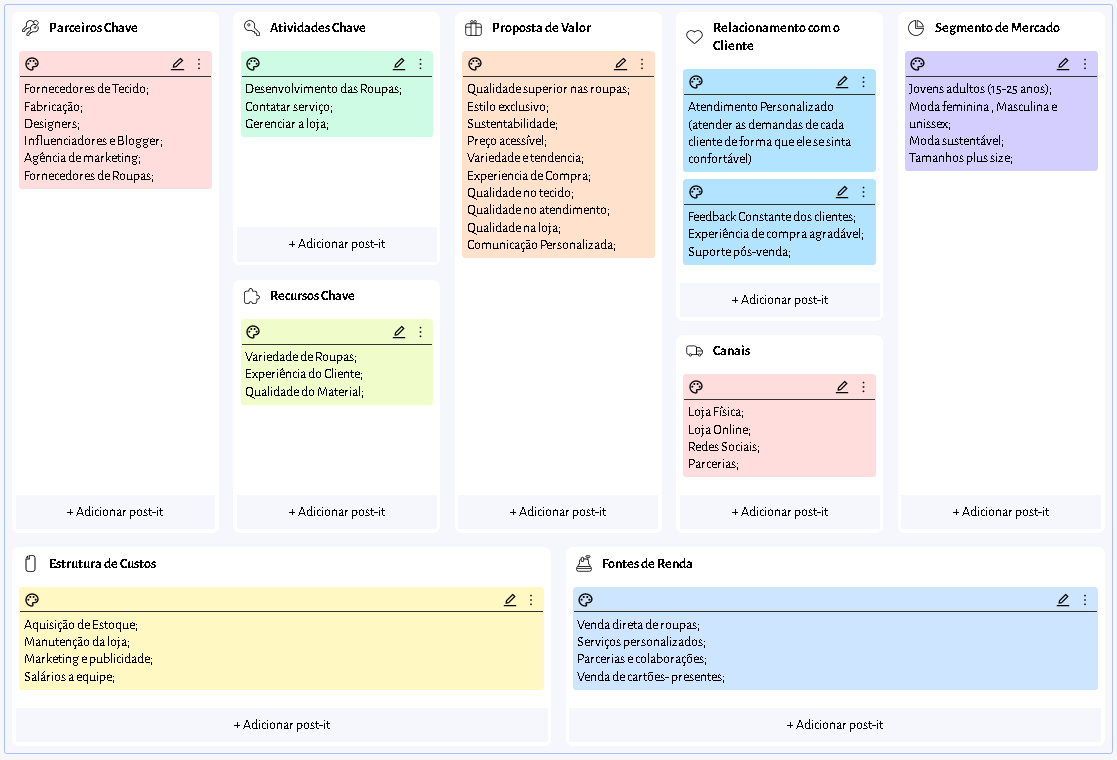 Parceiros Chave
Fornecedores de Tecido;
Fabricação;
Designers;
Influenciadores e Blogger;
Agência de marketing;
Fornecedores de Roupas;
+ Adicionar post-it
Atividades Chave
Desenvolvimento das Roupas;
Contatar serviço;
Gerenciar a loja;
+ Adicionar post-it
Recursos Chave
Variedade de Roupas;
Experiência do Cliente;
Qualidade do Material;
+ Adicionar post-it
Proposta de Valor
Qualidade superior nas roupas;
Estilo exclusivo;
Sustentabilidade;
Preço acessível;
Variedade e tendencia;
Experiencia de Compra;
Qualidade no tecido;
Qualidade no atendimento;
Qualidade na loja;
Comunicação Personalizada;
+ Adicionar post-it
Relacionamento com o
Cliente
Atendimento Personalizado
(atender as demandas de cada
cliente de forma que ele se sinta
confortável)
Feedback Constante dos clientes;
Experiência de compra agradável;
Suporte pós-venda;
+ Adicionar post-it
Canais
Loja Física;
Loja Online;
Redes Sociais;
Parcerias;
+ Adicionar post-it
Segmento de Mercado
Jovens adultos (15-25 anos);
Moda feminina , Masculina e
unissex;
Moda sustentável;
Tamanhos plus size;
+ Adicionar post-it
Estrutura de Custos
Aquisição de Estoque;
Manutenção da loja;
Marketing e publicidade;
Salários a equipe;
+ Adicionar post-it
Fontes de Renda
Venda direta de roupas;
Serviços personalizados;
Parcerias e colaborações;
Venda de cartões- presentes;
+ Adicionar post-it